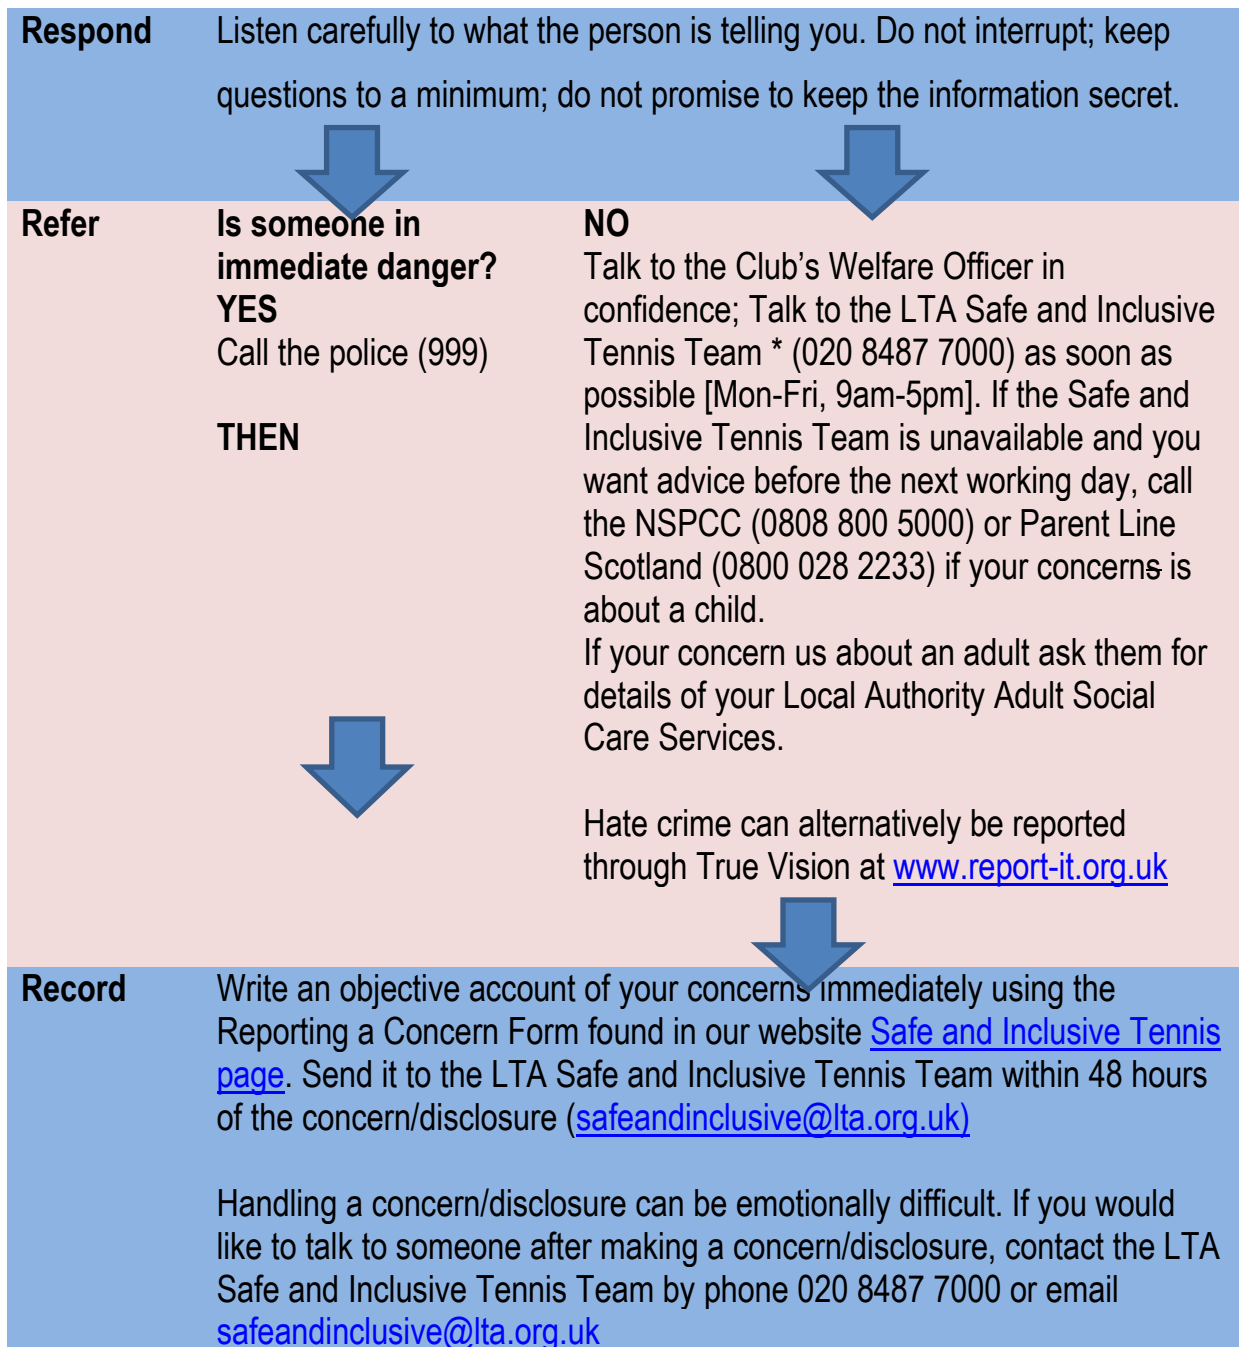 Respond Listen carefully to what the person is telling you. Do not interrupt; keep
questions to a minimum; do not promise to keep the information secret.
Refer
Is someone in
immediate danger?
YES
Call the police (999)
THEN
NO
Talk to the Club's Welfare Officer in
confidence; Talk to the LTA Safe and Inclusive
Tennis Team * (020 8487 7000) as soon as
possible [Mon-Fri, 9am-5pm]. If the Safe and
Inclusive Tennis Team is unavailable and you
want advice before the next working day, call
the NSPCC (0808 800 5000) or Parent Line
Scotland (0800 028 2233) if your concerns is
about a child.
If your concern us about an adult ask them for
details of your Local Authority Adult Social
Care Services.
Hate crime can alternatively be reported
through True Vision at www.report-it.org.uk
Record Write an objective account of your concerns immediately using the
Reporting a Concern Form found in our website Safe and Inclusive Tennis
page. Send it to the LTA Safe and Inclusive Tennis Team within 48 hours
of the concern/disclosure (safeandinclusive@lta.org.uk)
Handling a concern/disclosure can be emotionally difficult. If you would
like to talk to someone after making a concern/disclosure, contact the LTA
Safe and Inclusive Tennis Team by phone 020 8487 7000 or email
safeandinclusive@lta.org.uk